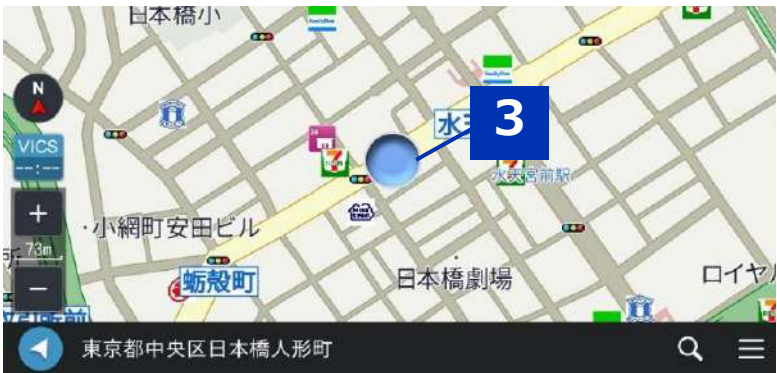 日本橋小
N
VICS
--:--
3
水天宮前駅
+
・小網町安田ビル
73m
蛎殻町
日本橋劇場
ロイヤ
−
東京都中央区日本橋人形町